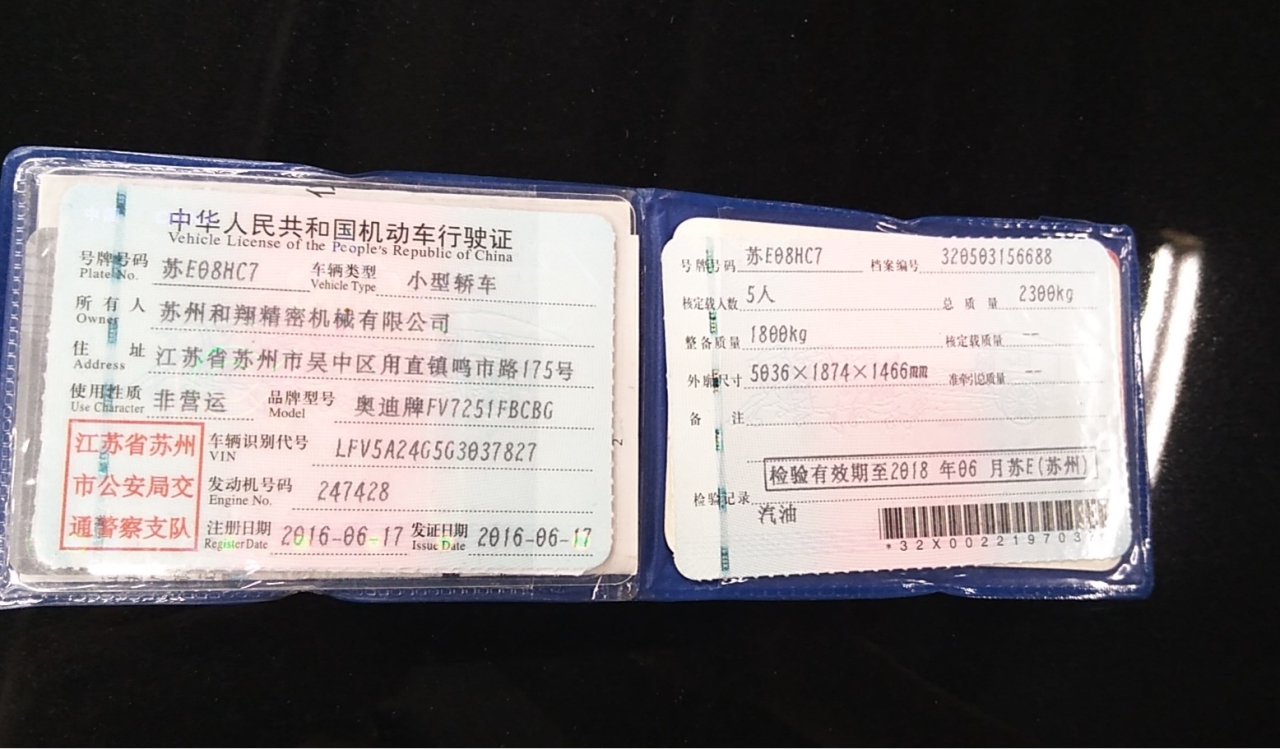 中华人民共和国机动车行驶证
Vehicle License of the People's Republic of China
号牌号码 苏E08HC7 车辆类型 小型轿车
Plate No. Vehicle Type
所有人 苏州和翔精密机械有限公司
Owner
住址 江苏省苏州市吴中区甪直镇鸣市路175号
Address
使用性质 非营运 品牌型号 奥迪牌FV7251FBCBG
Use Character Model
江苏省苏州
市公安局交
通警察支队
车辆识别代号 LFV5A24G5G3037827
VIN
发动机号码 247428
Engine No.
注册日期 2016-06-17 发证日期 2016-06-17
Register Date Issue Date
号牌号码 苏E08HC7 档案编号 320503156688
核定载人数 5人 总质量 2300kg
整备质量 1800kg 核定载质量 --
外廓尺寸 5036×1874×1466mm 准牵引总质量 --
备注
检验有效期至2018年06月苏E(苏州)
检验记录
汽油
*32X002219703